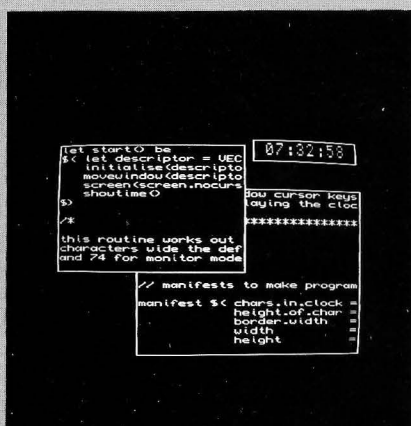 let start() be
$( let descriptor = VEC
initialise(descripto
movewindow(descripto
screen(screen.nocurs
showtime()
$)
/*
this routine works out
characters wide the def
and 74 for monitor mode
07:32:58
dow cursor keys
laying the cloc
***************
// manifests to make program
manifest $( chars.in.clock =
height.of.char =
border.width =
width =
height =